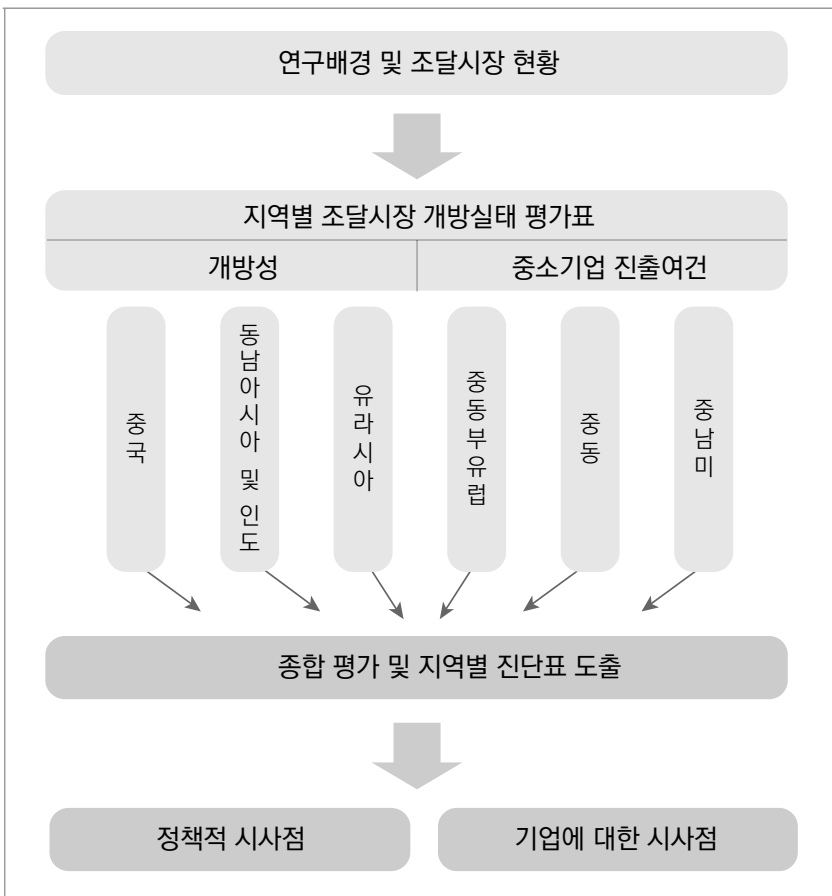 연구배경 및 조달시장 현황
지역별 조달시장 개방실태 평가표
개방성
중소기업 진출여건
중국
동남아시아 및 인도
유라시아
중동부유럽
중동
중남미
종합 평가 및 지역별 진단표 도출
정책적 시사점
기업에 대한 시사점